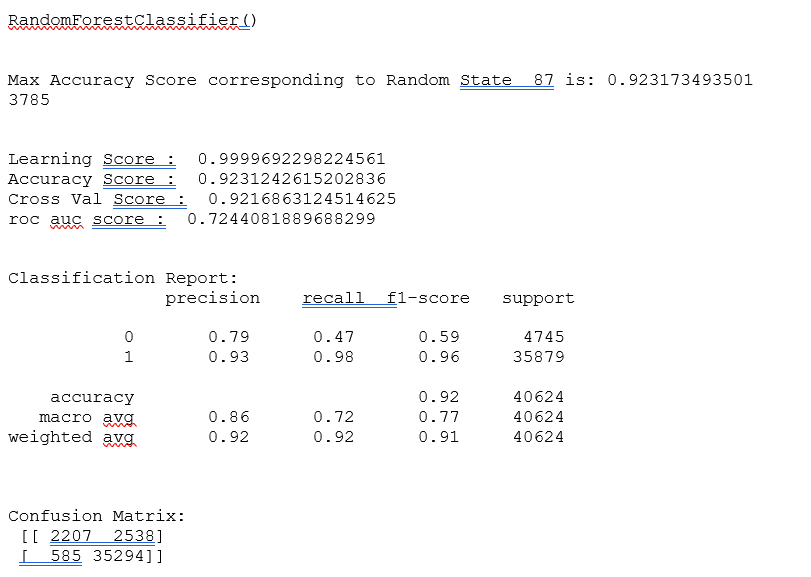 RandomForestClassifier()
Max Accuracy Score corresponding to Random State  87 is: 0.923173493501
3785
Learning Score :  0.9999692298224561
Accuracy Score :  0.9231242615202836
Cross Val Score :  0.9216863124514625
roc auc score :  0.7244081889688299
Classification Report:
precision    recall  f1-score   support
0       0.79      0.47      0.59      4745
1       0.93      0.98      0.96     35879
accuracy                           0.92     40624
macro avg       0.86      0.72      0.77     40624
weighted avg       0.92      0.92      0.91     40624
Confusion Matrix:
[[ 2207  2538]
[  585 35294]]